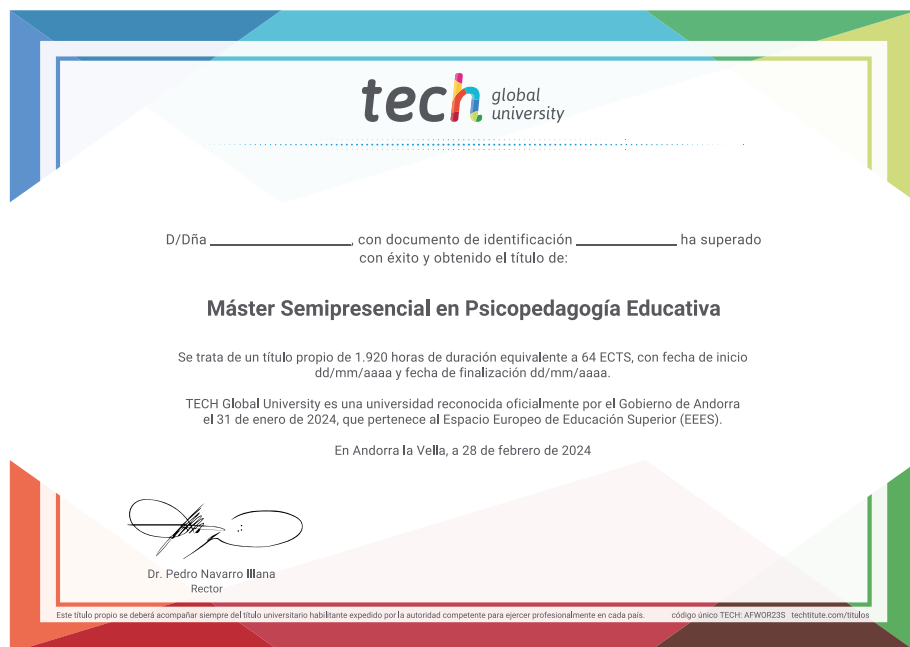 tech global
university
D/Dña ______________, con documento de identificación __________ ha superado
con éxito y obtenido el título de:
Máster Semipresencial en Psicopedagogía Educativa
Se trata de un título propio de 1.920 horas de duración equivalente a 64 ECTS, con fecha de inicio
dd/mm/aaaa y fecha de finalización dd/mm/aaaa.
TECH Global University es una universidad reconocida oficialmente por el Gobierno de Andorra
el 31 de enero de 2024, que pertenece al Espacio Europeo de Educación Superior (EEES).
En Andorra la Vella, a 28 de febrero de 2024
Dr. Pedro Navarro Illana
Rector
Este título propio se deberá acompañar siempre del título universitario habilitante expedido por la autoridad competente para ejercer profesionalmente en cada país. código único TECH: AFWOR23S techtitute.com/titulos